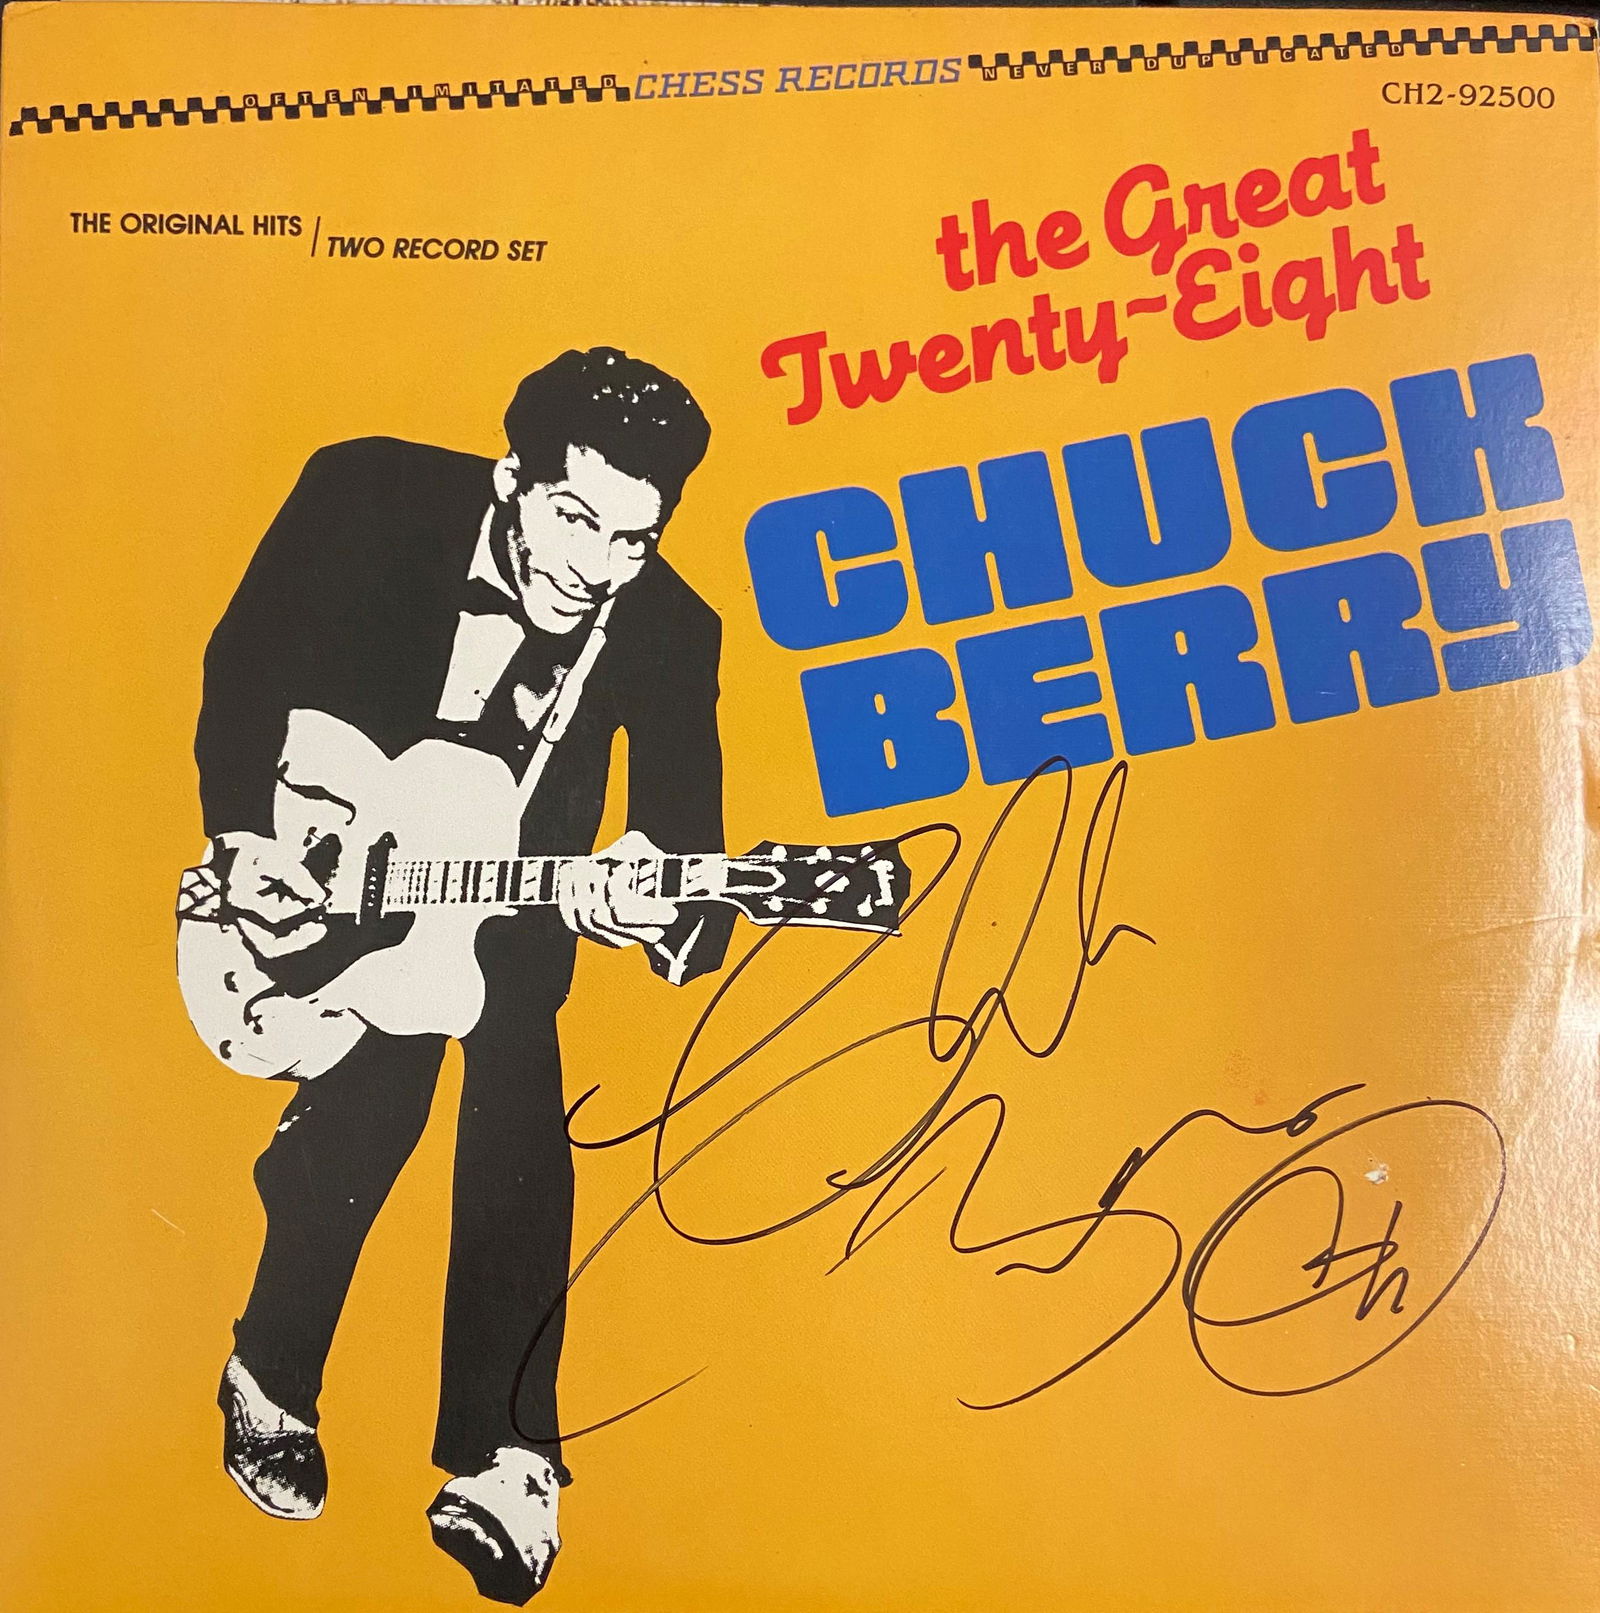 OFTEN IMITATED CHESS RECORDS NEVER DUPLICATED
CH2-92500
THE ORIGINAL HITS / TWO RECORD SET
the Great
Twenty~Eight
CHUCK
BERRY